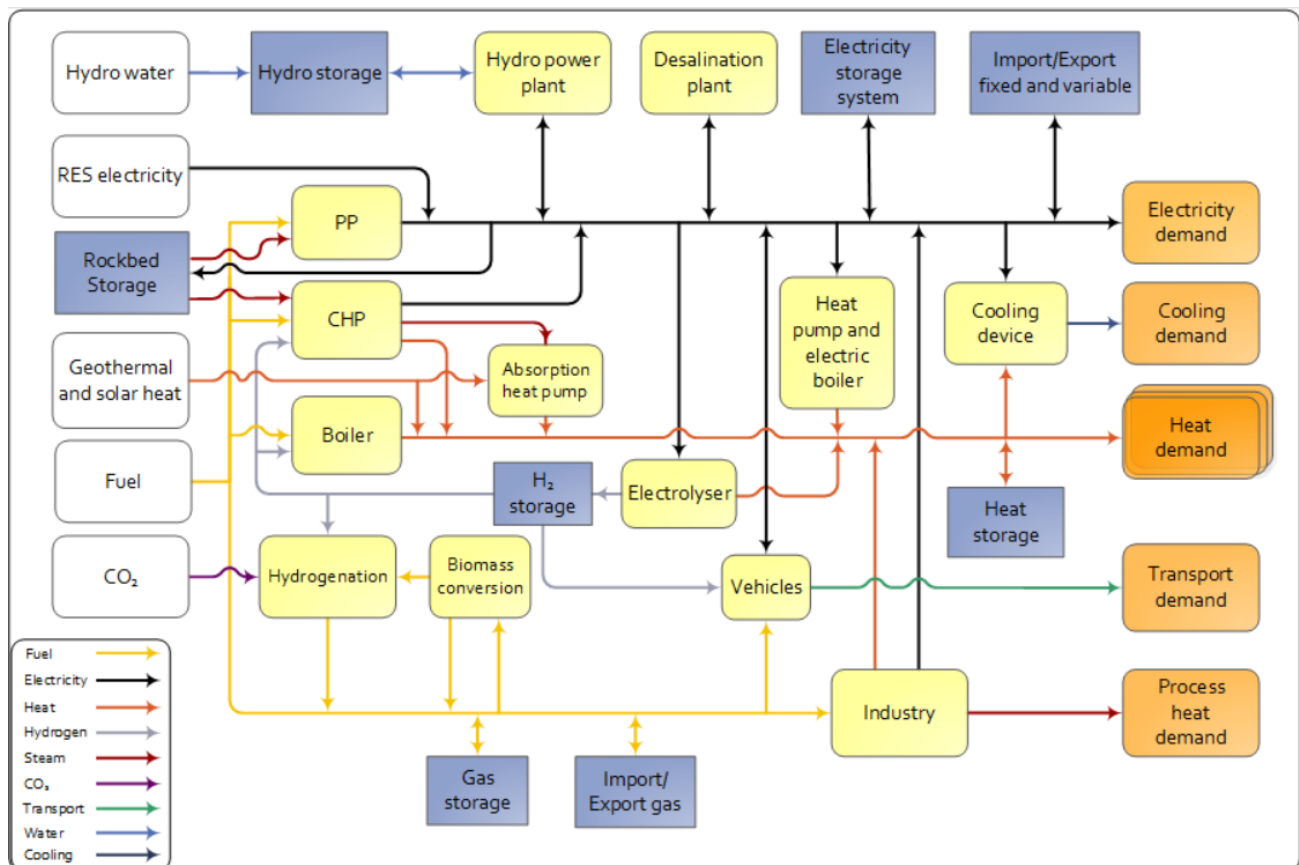 Hydro water
Hydro storage
Hydro power
plant
Desalination
plant
Electricity
storage
system
Import/Export
fixed and variable
RES electricity
PP
Electricity
demand
Rockbed
Storage
CHP
Heat
pump and
electric
boiler
Cooling
device
Cooling
demand
Geothermal
and solar heat
Absorption
heat pump
Boiler
Heat
demand
Fuel
H₂
storage
Electrolyser
Heat
storage
CO₂
Hydrogenation
Biomass
conversion
Vehicles
Transport
demand
Fuel
Electricity
Heat
Hydrogen
Steam
CO₂
Transport
Water
Cooling
Industry
Process
heat
demand
Gas
storage
Import/
Export gas